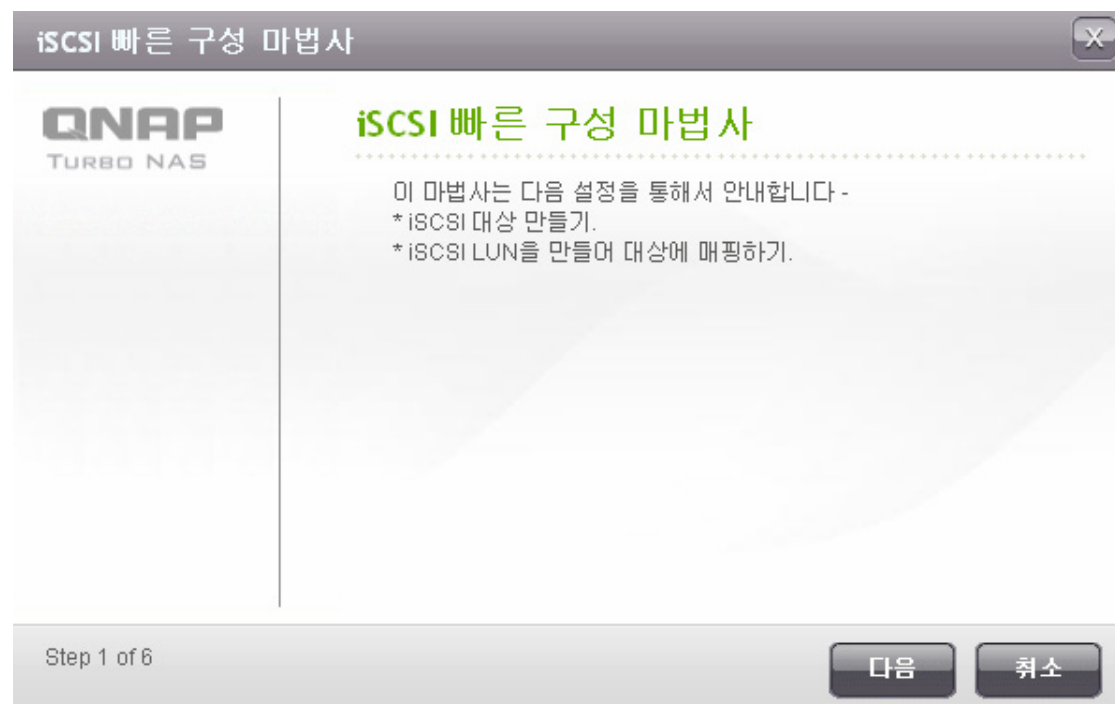 iSCSI 빠른 구성 마법사
X
QNAP
TURBO NAS
iSCSI 빠른 구성 마법사
이 마법사는 다음 설정을 통해서 안내합니다 -
* iSCSI 대상 만들기.
* iSCSI LUN을 만들어 대상에 매핑하기.
Step 1 of 6
다음
취소